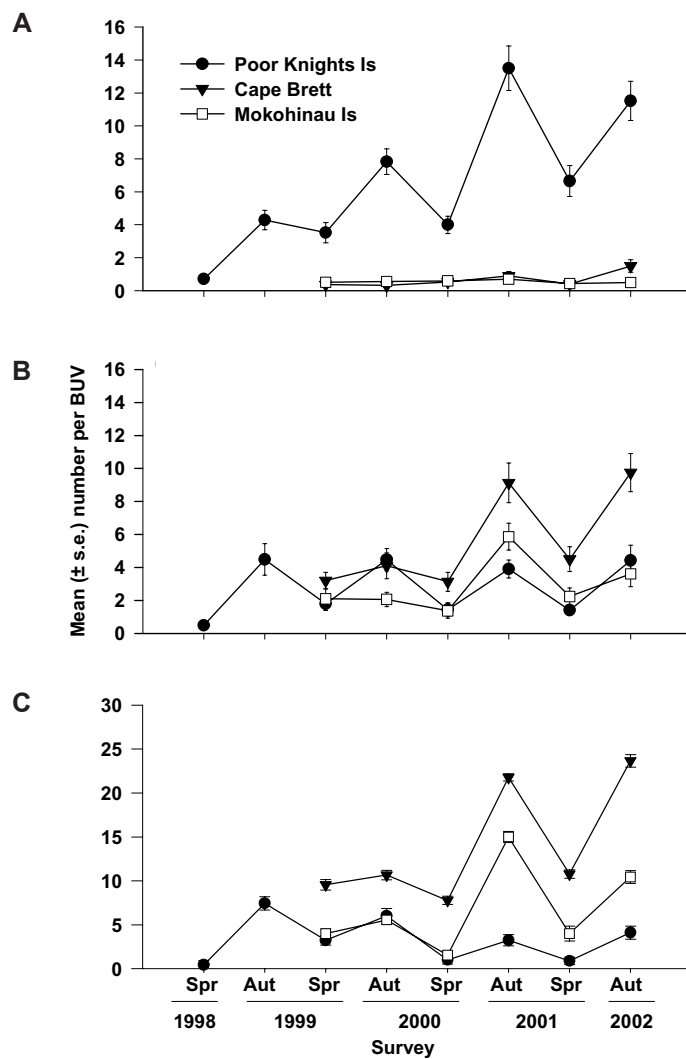 A
16
14
12
10
8
6
4
2
0
Poor Knights Is
Cape Brett
Mokohinau Is
B
16
14
12
10
8
6
4
2
0
Mean (± s.e.) number per BUV
C
30
25
20
15
10
5
0
Spr Aut Spr Aut Spr Aut Spr Aut
1998 1999 2000 2001 2002
Survey